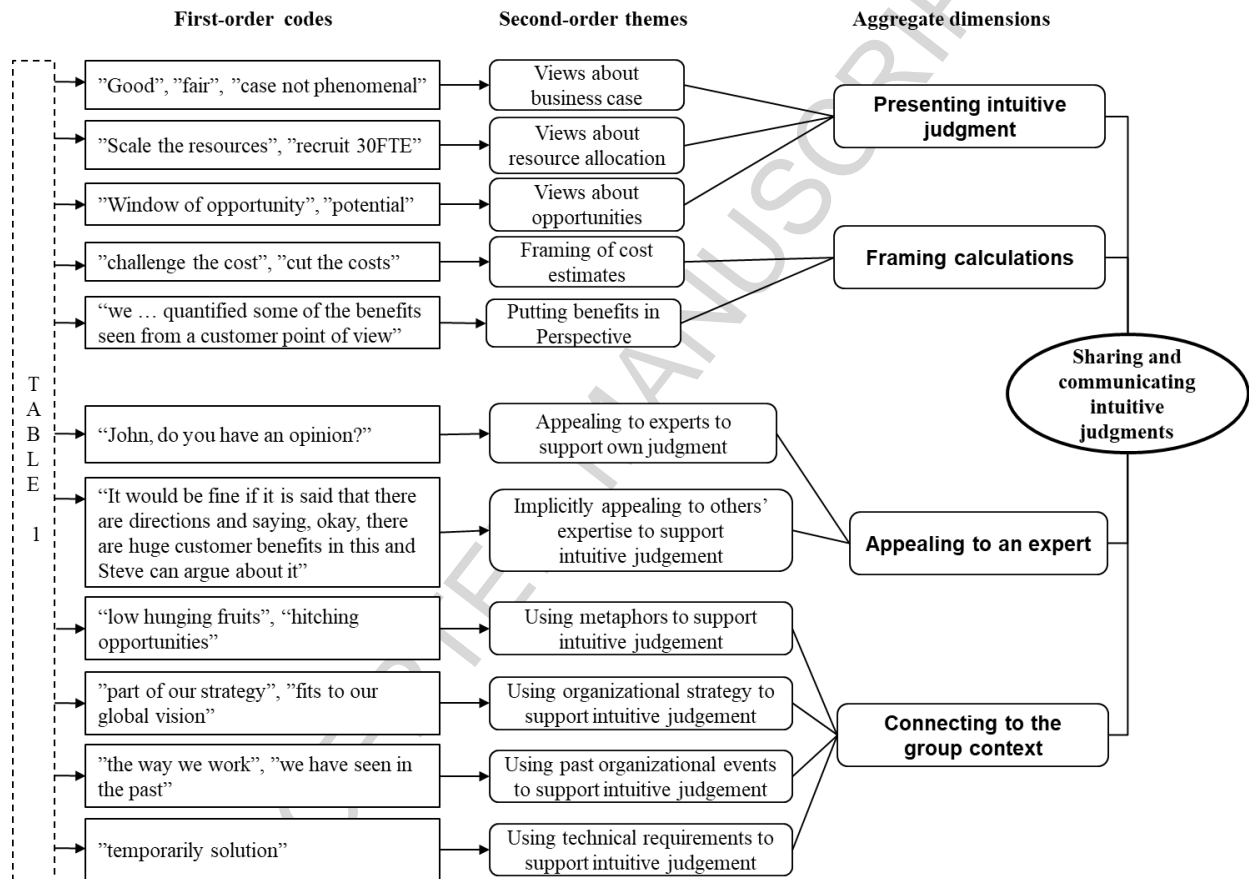 First-order codes
Second-order themes
Aggregate dimensions
TABLE 1
”Good”, ”fair”, ”case not phenomenal”
Views about
business case
”Scale the resources”, ”recruit 30FTE”
Views about
resource allocation
”Window of opportunity”, ”potential”
Views about
opportunities
Presenting intuitive
judgment
”challenge the cost”, ”cut the costs”
Framing of cost
estimates
“we … quantified some of the benefits
seen from a customer point of view”
Putting benefits in
Perspective
Framing calculations
“John, do you have an opinion?”
Appealing to experts to
support own judgment
“It would be fine if it is said that there
are directions and saying, okay, there
are huge customer benefits in this and
Steve can argue about it”
Implicitly appealing to others’
expertise to support
intuitive judgement
Appealing to an expert
“low hunging fruits”, “hitching
opportunities”
Using metaphors to support
intuitive judgement
”part of our strategy”, ”fits to our
global vision”
Using organizational strategy to
support intuitive judgement
”the way we work”, ”we have seen in
the past”
Using past organizational events
to support intuitive judgement
”temporarily solution”
Using technical requirements to
support intuitive judgement
Connecting to the
group context
Sharing and
communicating
intuitive
judgments
MANUSCRIP